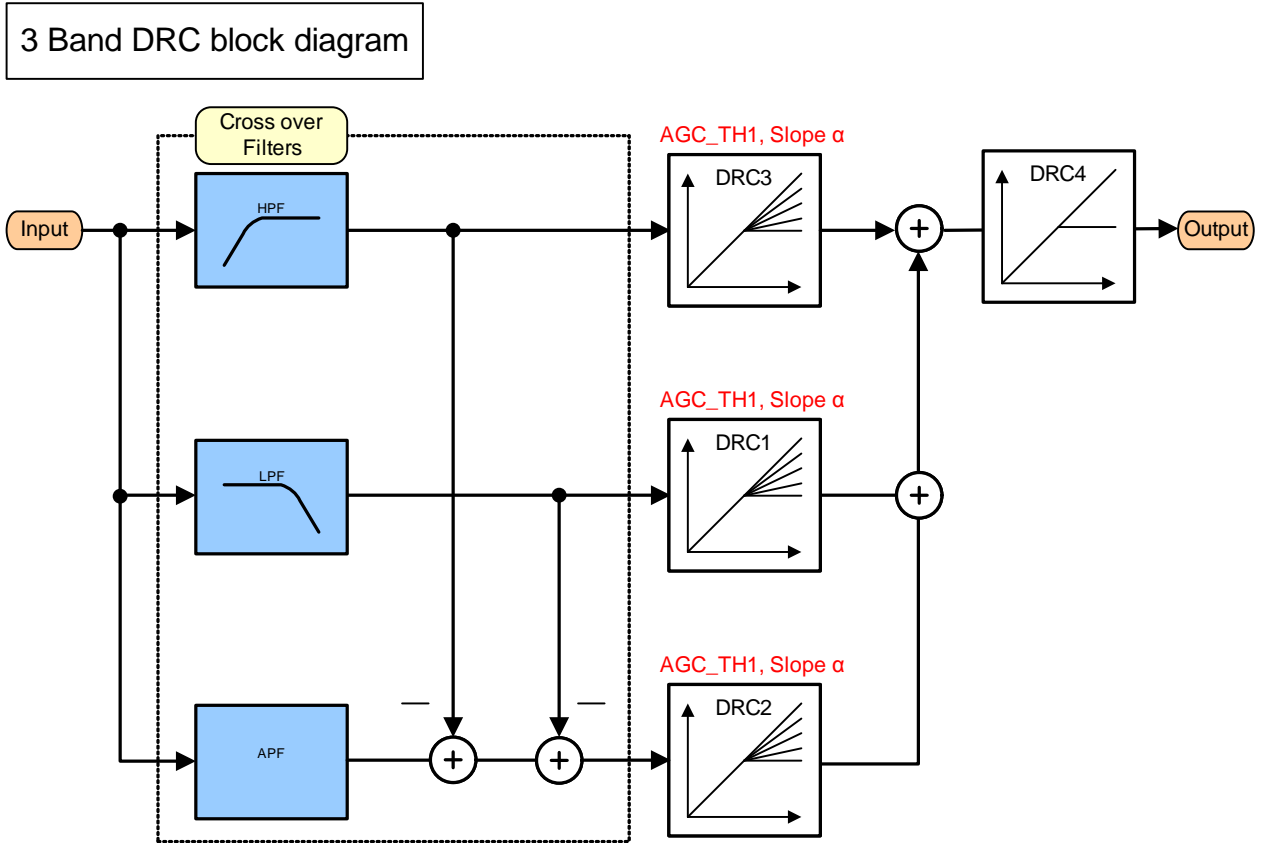 3 Band DRC block diagram
Cross over
Filters
AGC_TH1, Slope α
Input
HPF
DRC3
+
DRC4
Output
AGC_TH1, Slope α
LPF
DRC1
+
AGC_TH1, Slope α
—
—
APF
+
+
DRC2